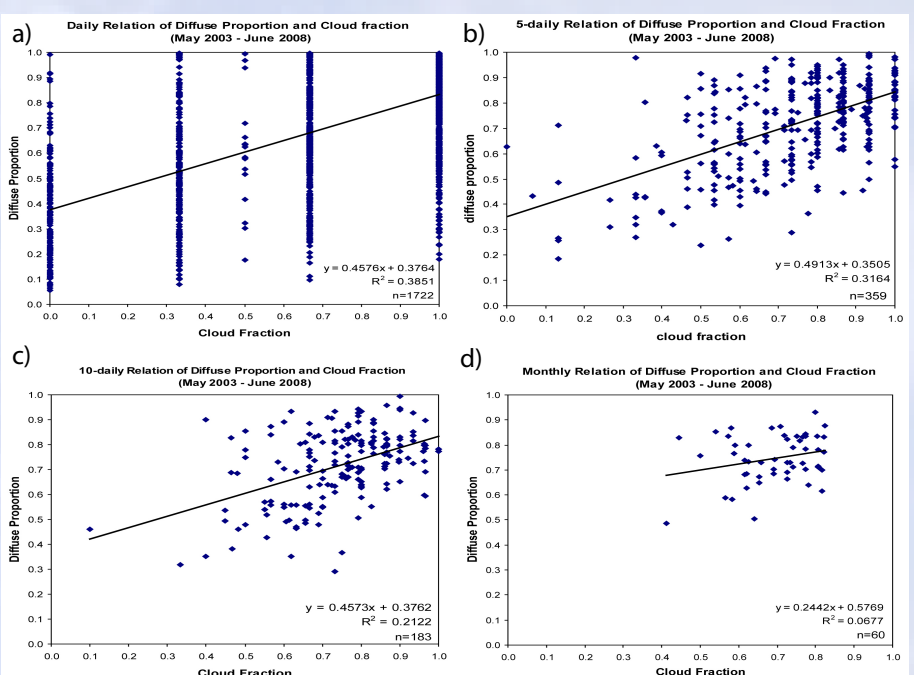 a)
Daily Relation of Diffuse Proportion and Cloud fraction
(May 2003 - June 2008)
1.0
0.9
0.8
0.7
0.6
0.5
0.4
0.3
0.2
0.1
0.0
Diffuse Proportion
y = 0.4576x + 0.3764
R² = 0.3851
n=1722
0.0 0.1 0.2 0.3 0.4 0.5 0.6 0.7 0.8 0.9 1.0
Cloud Fraction
b)
5-daily Relation of Diffuse Proportion and Cloud Fraction
(May 2003 - June 2008)
1.0
0.9
0.8
0.7
0.6
0.5
0.4
0.3
0.2
0.1
0.0
diffuse proportion
y = 0.4913x + 0.3505
R² = 0.3164
n=359
0.0 0.1 0.2 0.3 0.4 0.5 0.6 0.7 0.8 0.9 1.0
cloud fraction
c)
10-daily Relation of Diffuse Proportion and Cloud Fraction
(May 2003 - June 2008)
1.0
0.9
0.8
0.7
0.6
0.5
0.4
0.3
0.2
0.1
0.0
Diffuse Proportion
y = 0.4573x + 0.3762
R² = 0.2122
n=183
0.0 0.1 0.2 0.3 0.4 0.5 0.6 0.7 0.8 0.9 1.0
Cloud Fraction
d)
Monthly Relation of Diffuse Proportion and Cloud Fraction
(May 2003 - June 2008)
1.0
0.9
0.8
0.7
0.6
0.5
0.4
0.3
0.2
0.1
0.0
Diffuse Proportion
y = 0.2442x + 0.5769
R² = 0.0677
n=60
0.0 0.1 0.2 0.3 0.4 0.5 0.6 0.7 0.8 0.9 1.0
Cloud Fraction